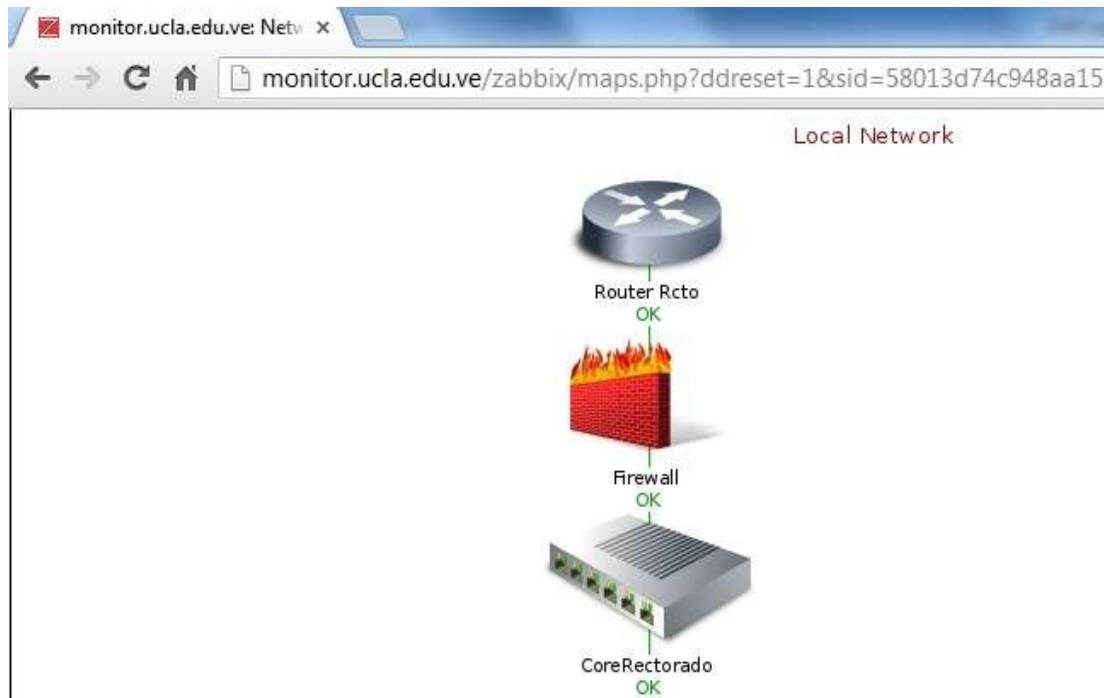 monitor.ucla.edu.ve: Netw
monitor.ucla.edu.ve/zabbix/maps.php?ddreset=1&sid=58013d74c948aa15
Local Network
Router Rcto
OK
Firewall
OK
CoreRectorado
OK